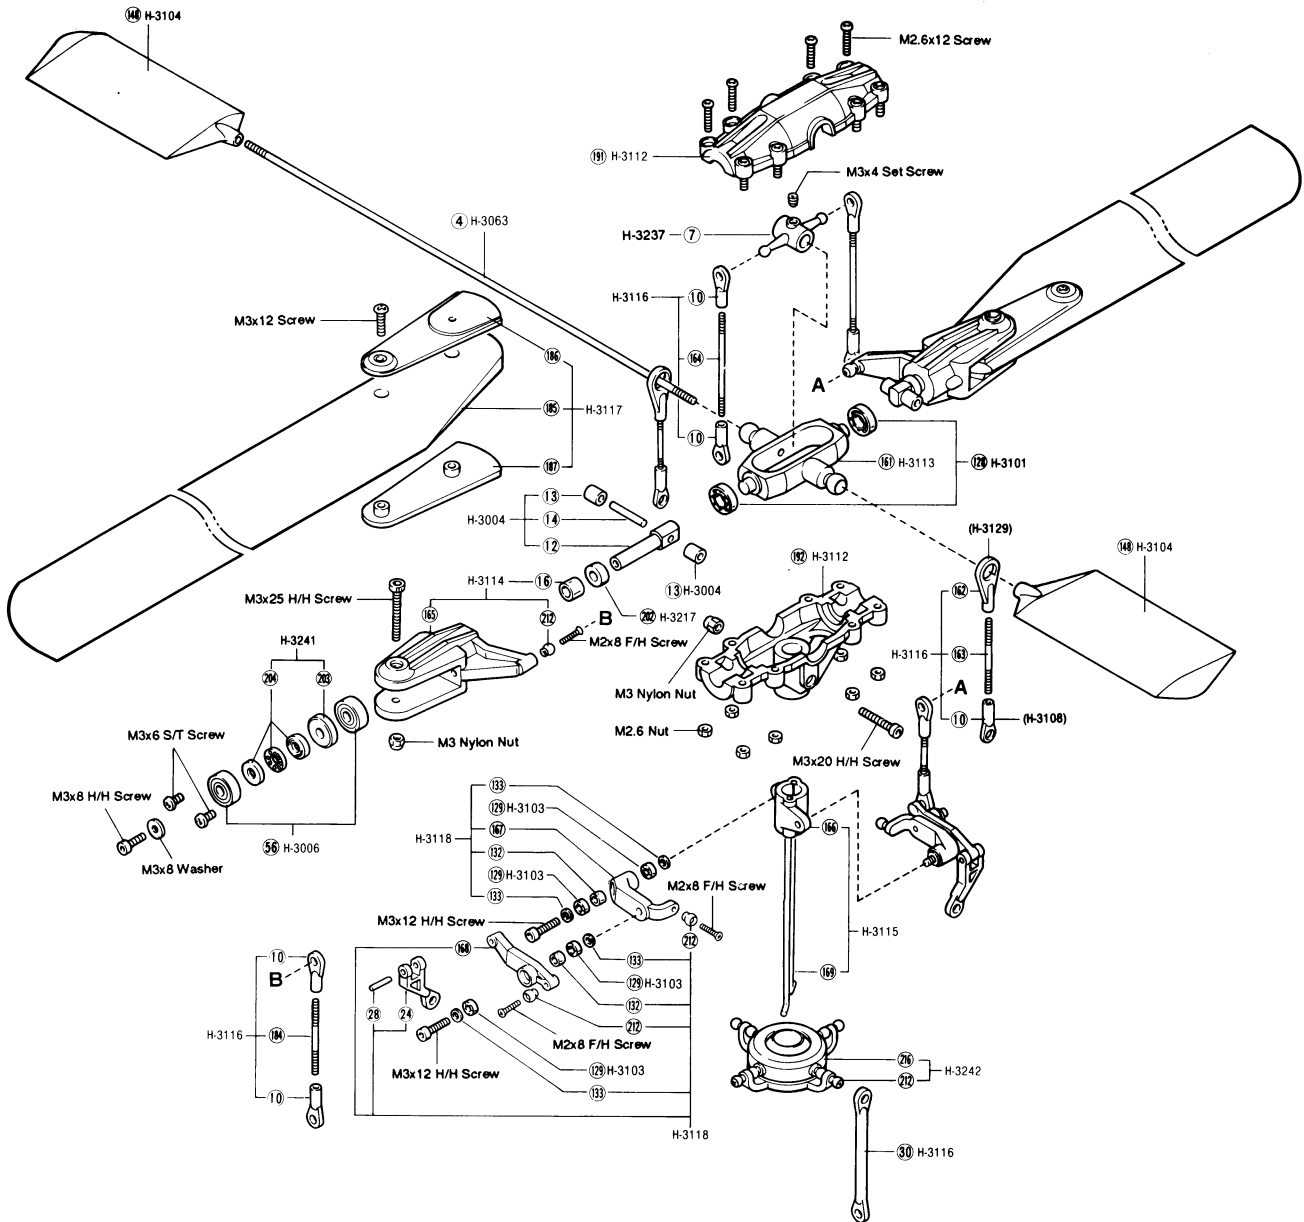 148 H-3104
M2.6x12 Screw
191 H-3112
M3x4 Set Screw
4 H-3063
H-3237 7
H-3116 10
M3x12 Screw
186
164
A
185 H-3117
10
187
161 H-3113
128 H-3101
13
H-3004 14
12
(H-3129)
192 H-3112
148 H-3104
H-3114 16
13 H-3004
162
M3x25 H/H Screw
165
212
B
202 H-3217
M2x8 F/H Screw
H-3241
H-3116 163
204
203
A
M3 Nylon Nut
10 (H-3108)
M2.6 Nut
M3x6 S/T Screw
M3 Nylon Nut
M3x20 H/H Screw
M3x8 H/H Screw
133
129 H-3103
166
H-3118 167
56 H-3006
132
M3x8 Washer
129 H-3103
M2x8 F/H Screw
133
M3x12 H/H Screw
212
H-3115
168
133
10
B
129 H-3103
169
132
28
24
212
H-3116 184
M2x8 F/H Screw
216
129 H-3103
M3x12 H/H Screw
H-3242
212
133
10
H-3118
30 H-3116